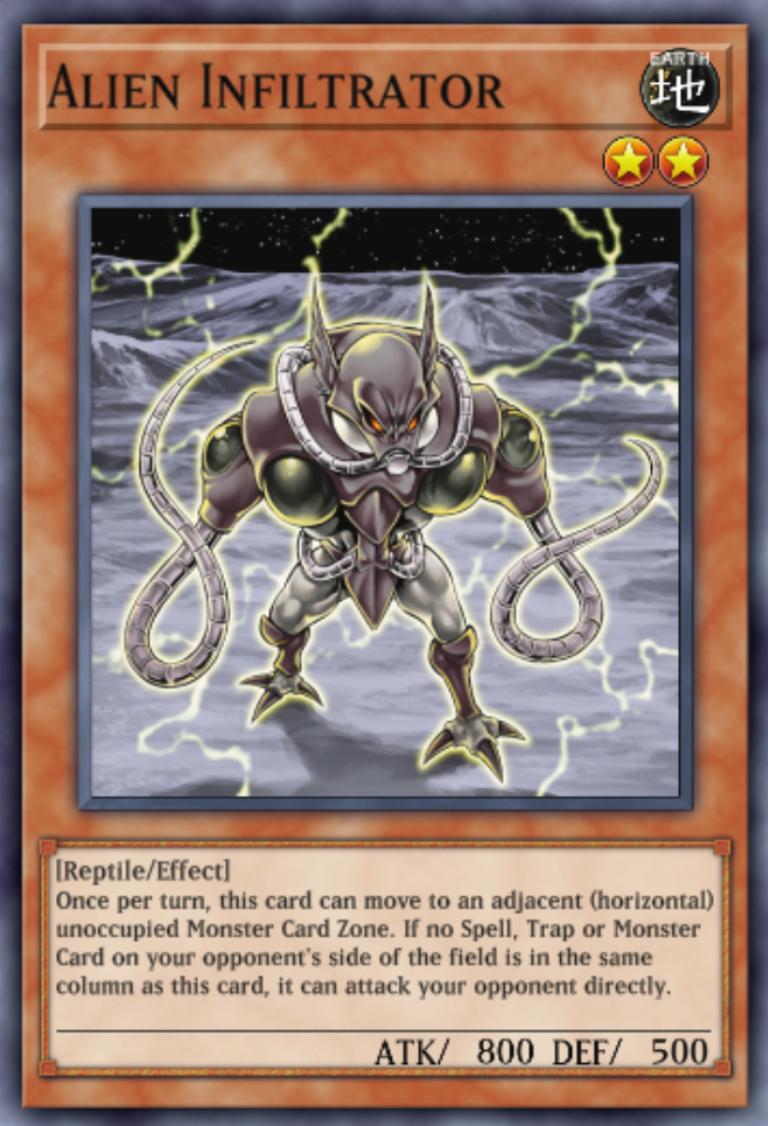 Alien Infiltrator
EARTH
地
[Reptile/Effect]
Once per turn, this card can move to an adjacent (horizontal)
unoccupied Monster Card Zone. If no Spell, Trap or Monster
Card on your opponent's side of the field is in the same
column as this card, it can attack your opponent directly.
ATK/ 800 DEF/ 500